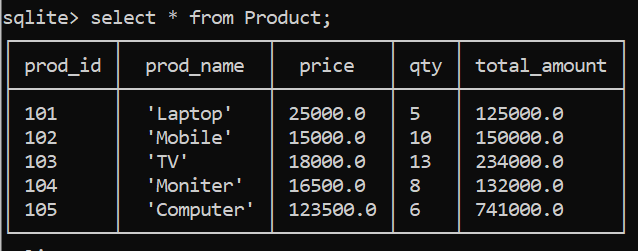 sqlite> select * from Product;
prod_id prod_name price qty total_amount
101 'Laptop' 25000.0 5 125000.0
102 'Mobile' 15000.0 10 150000.0
103 'TV' 18000.0 13 234000.0
104 'Moniter' 16500.0 8 132000.0
105 'Computer' 123500.0 6 741000.0